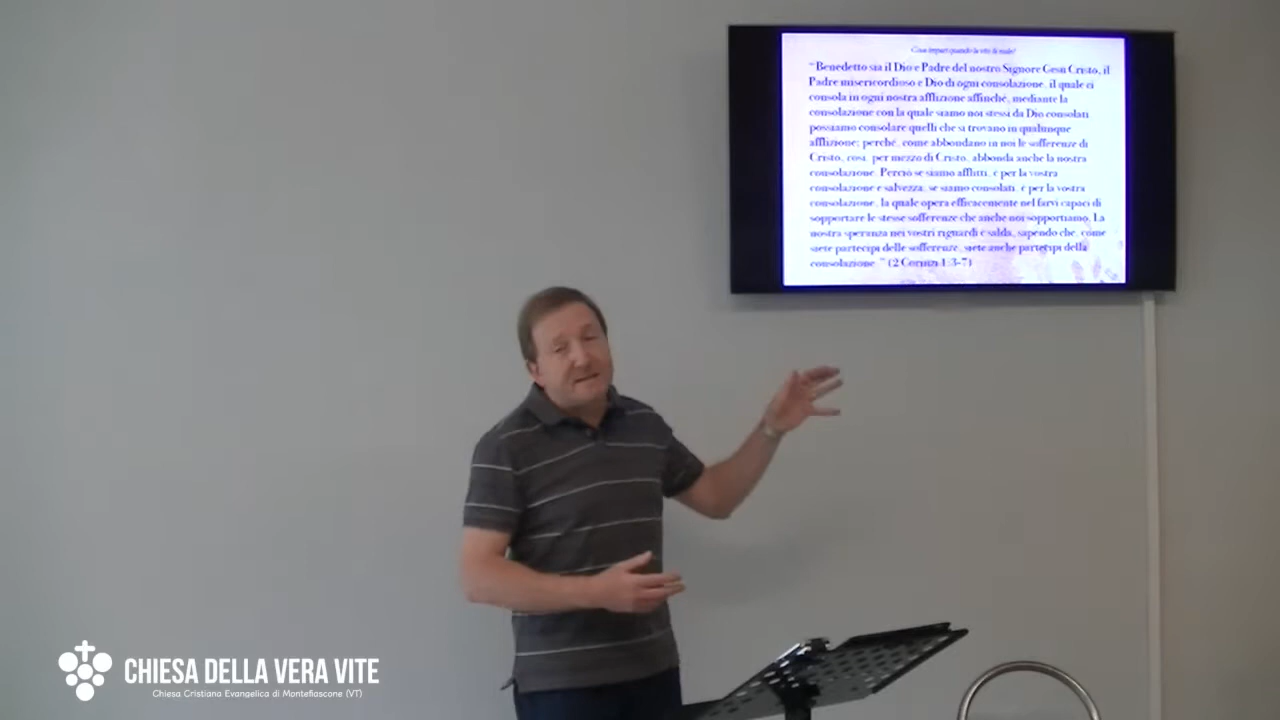 Cosa impari quando la vita fa male?
“Benedetto sia il Dio e Padre del nostro Signore Gesù Cristo, il
Padre misericordioso e Dio di ogni consolazione, il quale ci
consola in ogni nostra afflizione affinché, mediante la
consolazione con la quale siamo noi stessi da Dio consolati
possiamo consolare quelli che si trovano in qualunque
afflizione; perché, come abbondano in noi le sofferenze di
Cristo, così, per mezzo di Cristo, abbonda anche la nostra
consolazione. Perciò se siamo afflitti, è per la vostra
consolazione e salvezza; se siamo consolati, è per la vostra
consolazione, la quale opera efficacemente nel farvi capaci di
sopportare le stesse sofferenze che anche noi sopportiamo. La
nostra speranza nei vostri riguardi è salda, sapendo che, come
siete partecipi delle sofferenze, siete anche partecipi della
consolazione.” (2 Corinzi 1:3-7)
CHIESA DELLA VERA VITE
Chiesa Cristiana Evangelica di Montefiascone (VT)